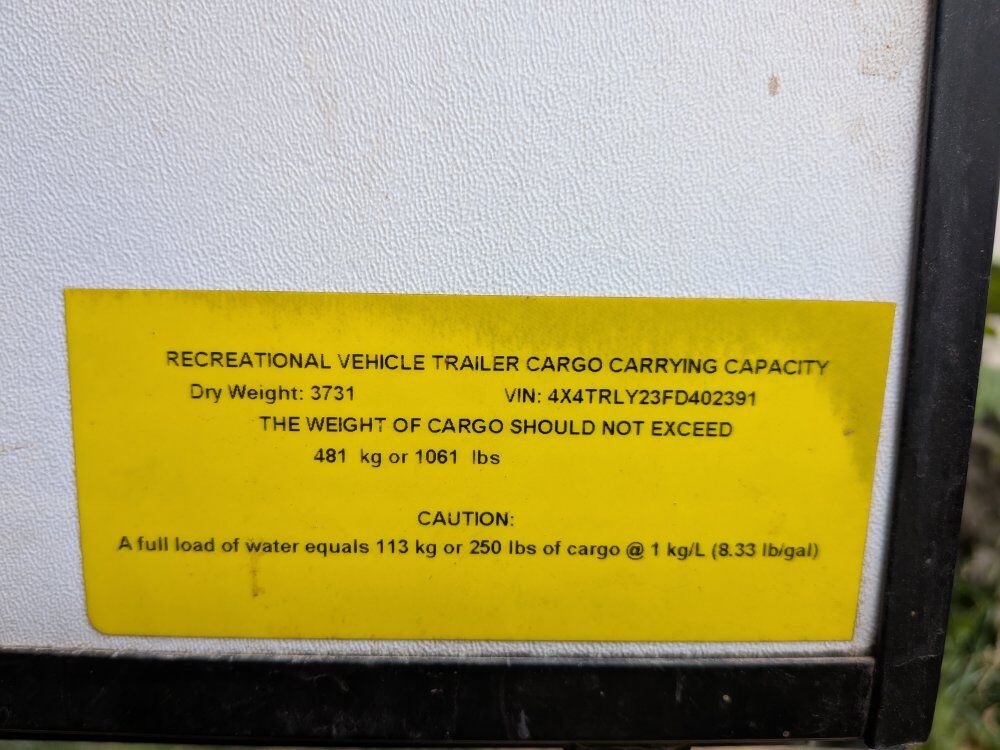 RECREATIONAL VEHICLE TRAILER CARGO CARRYING CAPACITY
Dry Weight: 3731 VIN: 4X4TRLY23FD402391
THE WEIGHT OF CARGO SHOULD NOT EXCEED
481 kg or 1061 lbs
CAUTION:
A full load of water equals 113 kg or 250 lbs of cargo @ 1 kg/L (8.33 lb/gal)